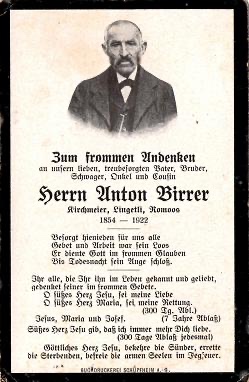 Zum frommen Andenken
an unsern lieben, treubesorgten Vater, Bruder,
Schwager, Onkel und Cousin
Herrn Anton Birrer
Kirchmeier, Lingetli, Romoos
1854 — 1922
Besorgt hienieden für uns alle
Gebet und Arbeit war sein Loos
Er diente Gott im frommen Glauben
Bis Todesnacht sein Auge schloß.
Ihr alle, die Ihr ihn im Leben gekannt und geliebt,
gedenket seiner im frommen Gebete.
O süßes Herz Jesu, sei meine Liebe
O süßes Herz Maria, sei meine Rettung.
(300 Tg. Abl.)
Jesus, Maria und Josef. (7 Jahre Ablaß)
Süßes Herz Jesu gib, daß ich immer mehr Dich liebe.
(300 Tage Ablaß jedesmal)
Göttliches Herz Jesu, bekehre die Sünder, errette
die Sterbenden, befreie die armen Seelen im Fegfeuer.
BUCHDRUCKEREI SCHÜPFHEIM A.-G.